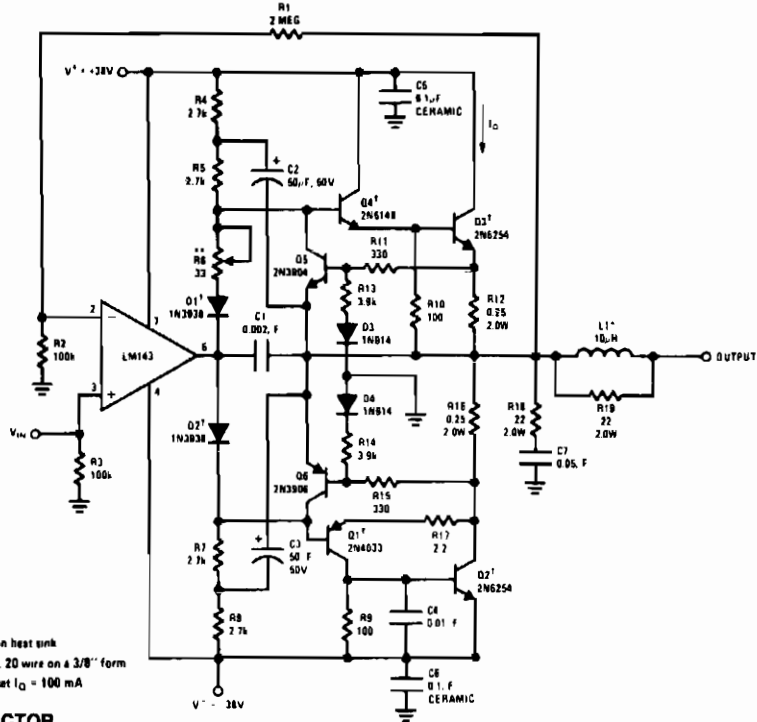 R1
2 MEG
V⁺ = +38V
R4
2.7k
C5
0.1μF
CERAMIC
I_Q
R5
2.7k
C2
50μF, 60V
Q4†
2N6148
Q3†
2N6254
R11
330
**
R6
33
Q5
2N3904
R13
3.9k
R10
100
R12
0.25
2.0W
D1†
1N3938
C1
0.002, F
D3
1N914
2
7
R2
100k
LM143
6
L1*
10μH
OUTPUT
3
4
D4
1N914
R16
0.25
2.0W
R18
22
2.0W
R19
22
2.0W
V_IN
D2†
1N3938
R14
3.9k
C7
0.05, F
R3
100k
Q6
2N3906
R15
330
Q1†
2N4033
R17
2.2
R7
2.7k
C3
50 F
50V
Q2†
2N6254
C4
0.01 F
R8
2.7k
R9
100
n heat sink
20 wire on a 3/8" form
at I_Q = 100 mA
C6
0.1, F
CERAMIC
V⁻ - 38V
CTOR